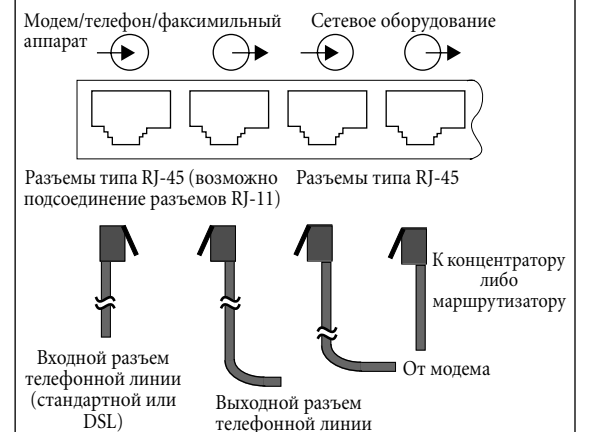 Модем/телефон/факсимильный
аппарат
Сетевое оборудование
Разъемы типа RJ-45 (возможно
подсоединение разъемов RJ-11)
Разъемы типа RJ-45
К концентратору
либо
маршрутизатору
Входной разъем
телефонной линии
(стандартной или
DSL)
Выходной разъем
телефонной линии
От модема